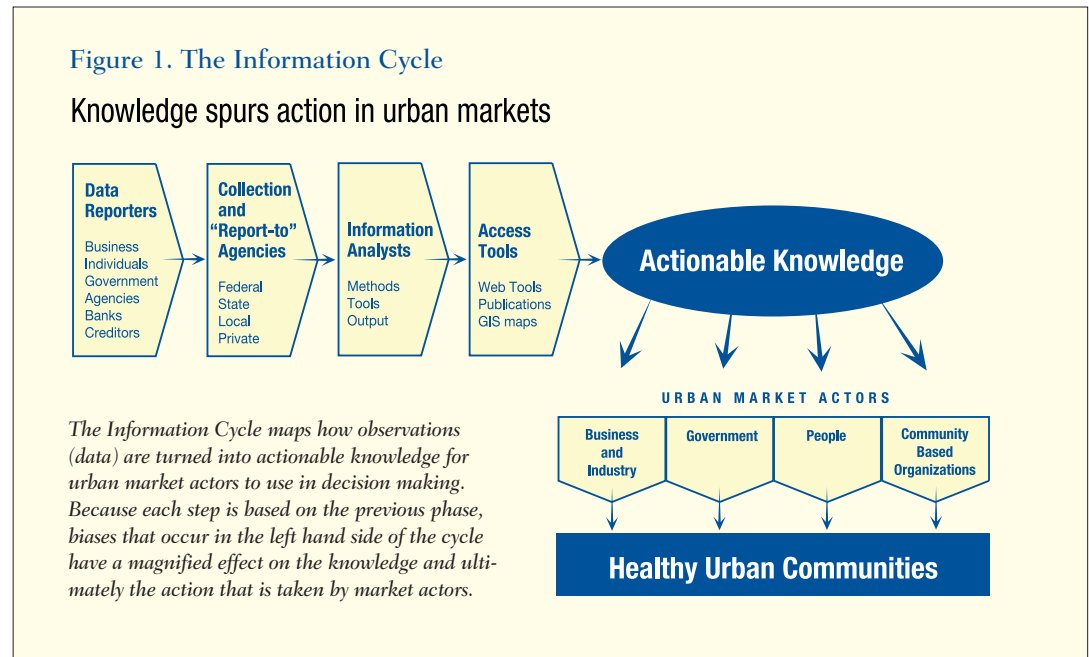 Figure 1. The Information Cycle
Knowledge spurs action in urban markets
Data
Reporters
Business
Individuals
Government
Agencies
Banks
Creditors
Collection
and
“Report-to”
Agencies
Federal
State
Local
Private
Information
Analysts
Methods
Tools
Output
Access
Tools
Web Tools
Publications
GIS maps
Actionable Knowledge
URBAN MARKET ACTORS
Business
and
Industry
Government
People
Community
Based
Organizations
Healthy Urban Communities
The Information Cycle maps how observations
(data) are turned into actionable knowledge for
urban market actors to use in decision making.
Because each step is based on the previous phase,
biases that occur in the left hand side of the cycle
have a magnified effect on the knowledge and ulti-
mately the action that is taken by market actors.